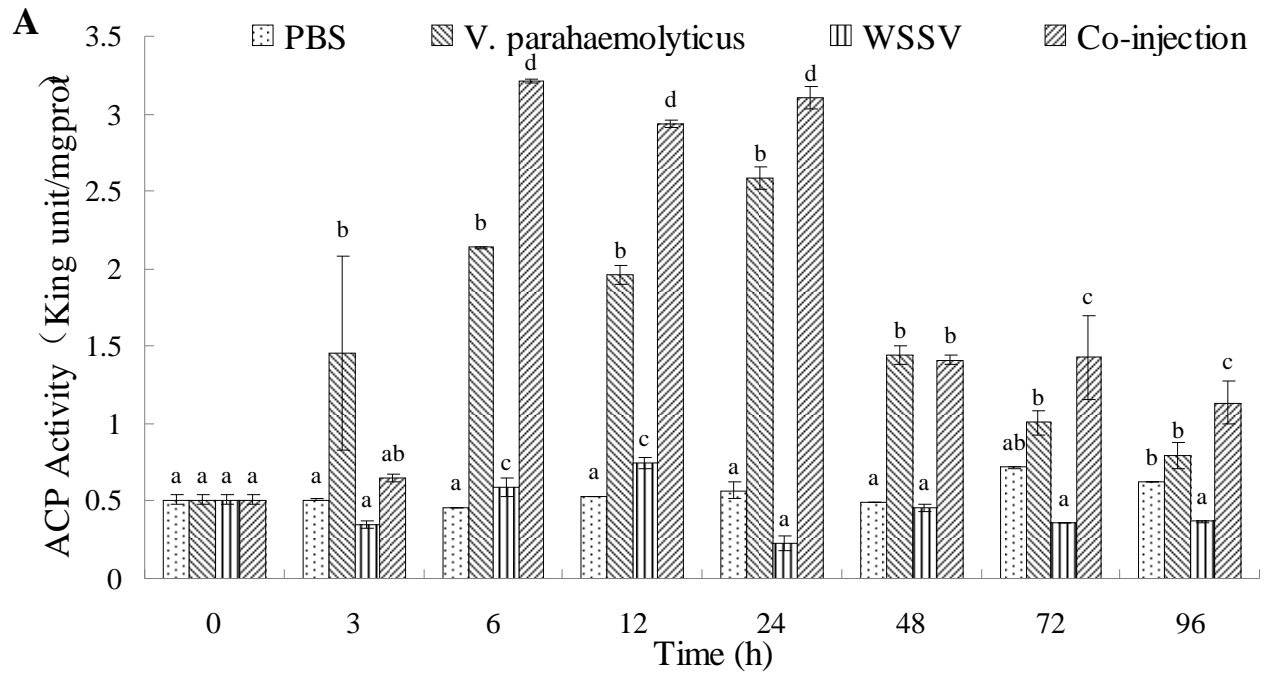 A
PBS V. parahaemolyticus WSSV Co-injection
ACP Activity (King unit/mgprot)
3.5
3
2.5
2
1.5
1
0.5
0
a a a a
a b a ab
a b c d
a b c d
a b a d
a b a b
ab b a c
b b a c
0 3 6 12 24 48 72 96
Time (h)